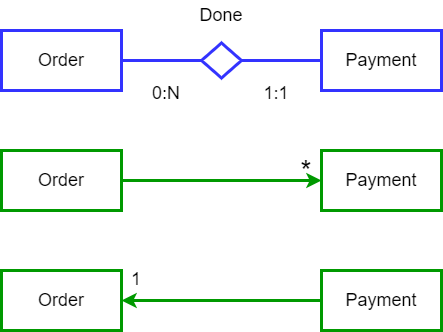 Done
Order
Payment
0:N
1:1
*
Order
Payment
1
Order
Payment